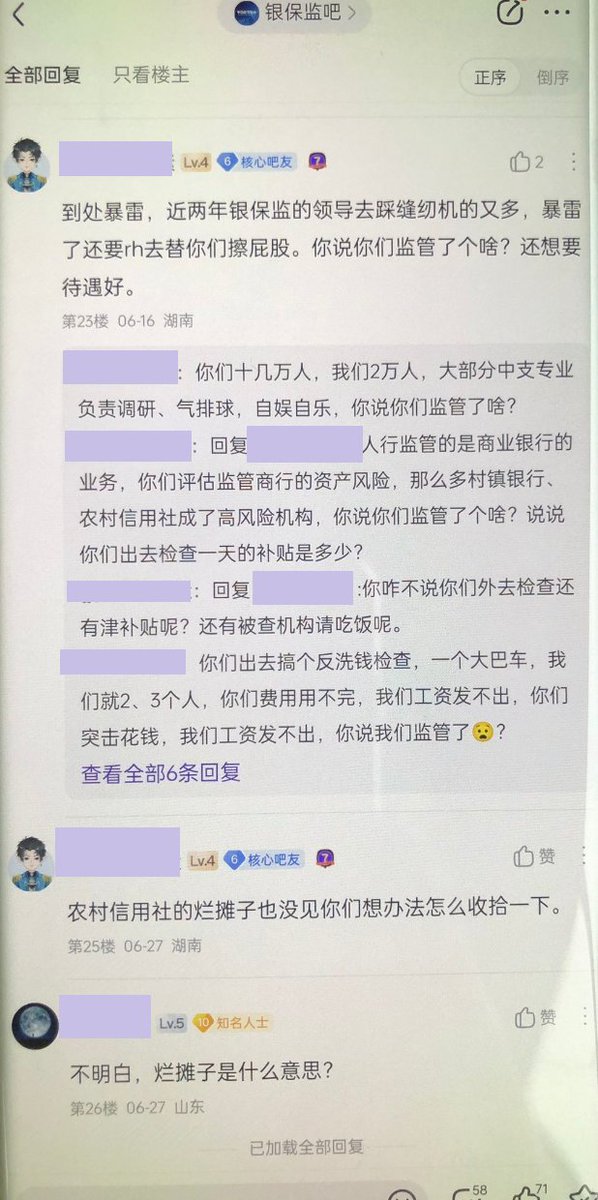 银保监吧
全部回复 只看楼主 正序 倒序
Lv.4 6 核心吧友 7 2
到处暴雷，近两年银保监的领导去踩缝纫机的又多，暴雷
了还要rh去替你们擦屁股。你说你们监管了个啥？还想要
待遇好。
第23楼 06-16 湖南
：你们十几万人，我们2万人，大部分中支专业
负责调研、气排球，自娱自乐，你说你们监管了啥？
：回复 人行监管的是商业银行的
业务，你们评估监管商行的资产风险，那么多村镇银行、
农村信用社成了高风险机构，你说你们监管了个啥？说说
你们出去检查一天的补贴是多少？
：回复 :你咋不说你们外去检查还
有津补贴呢？还有被查机构请吃饭呢。
你们出去搞个反洗钱检查，一个大巴车，我
们就2、3个人，你们费用用不完，我们工资发不出，你们
突击花钱，我们工资发不出，你说我们监管了😧？
查看全部6条回复
Lv.4 6 核心吧友 7 赞
农村信用社的烂摊子也没见你们想办法怎么收拾一下。
第25楼 06-27 湖南
Lv.5 10 知名人士 赞
不明白，烂摊子是什么意思？
第26楼 06-27 山东
已加载全部回复
58 71